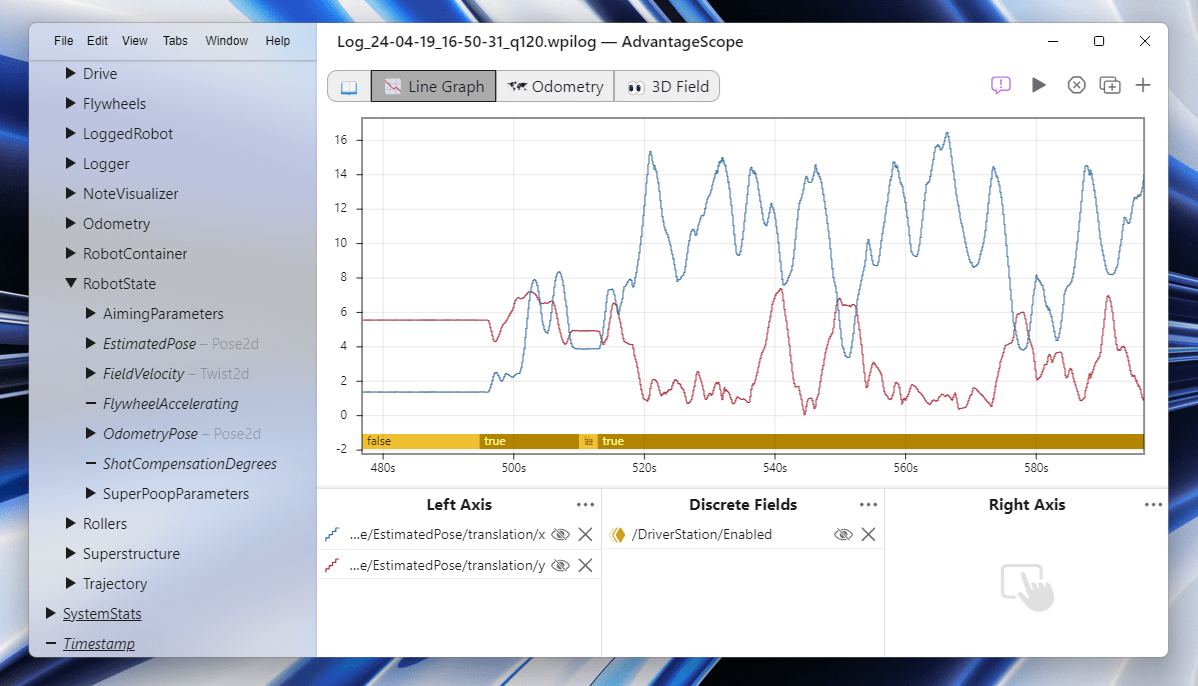 File Edit View Tabs Window Help
Log_24-04-19_16-50-31_q120.wpilog — AdvantageScope
Line Graph Odometry 3D Field
Drive
Flywheels
LoggedRobot
Logger
NoteVisualizer
Odometry
RobotContainer
RobotState
AimingParameters
EstimatedPose – Pose2d
FieldVelocity – Twist2d
FlywheelAccelerating
OdometryPose – Pose2d
ShotCompensationDegrees
SuperPoopParameters
Rollers
Superstructure
Trajectory
SystemStats
Timestamp
16
14
12
10
8
6
4
2
0
-2
false true true
480s 500s 520s 540s 560s 580s
Left Axis ··· Discrete Fields ··· Right Axis ···
...e/EstimatedPose/translation/x /DriverStation/Enabled
...e/EstimatedPose/translation/y